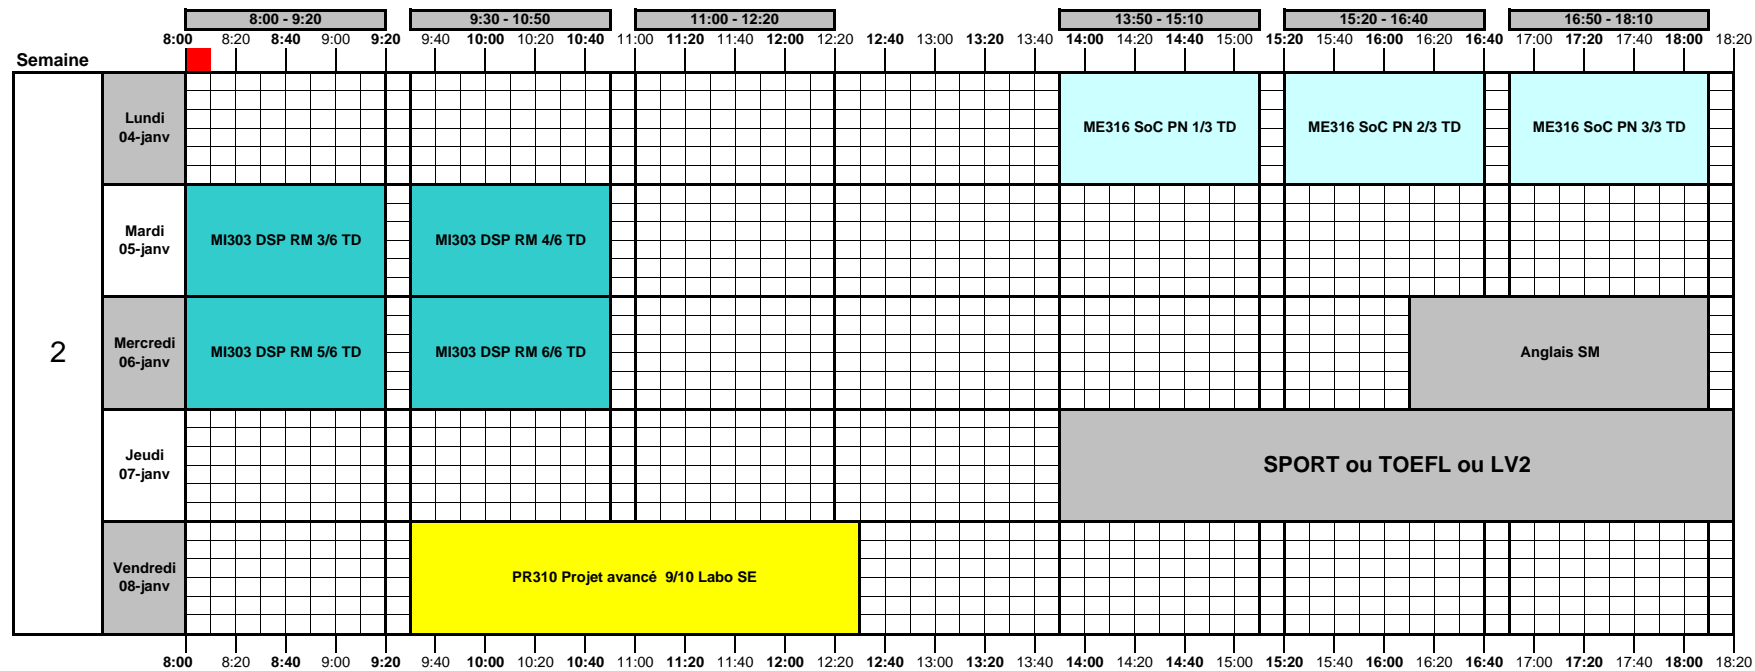 8:00 - 9:20 9:30 - 10:50 11:00 - 12:20 13:50 - 15:10 15:20 - 16:40 16:50 - 18:10
8:00 8:20 8:40 9:00 9:20 9:40 10:00 10:20 10:40 11:00 11:20 11:40 12:00 12:20 12:40 13:00 13:20 13:40 14:00 14:20 14:40 15:00 15:20 15:40 16:00 16:20 16:40 17:00 17:20 17:40 18:00 18:20
Semaine
2
Lundi
04-janv
ME316 SoC PN 1/3 TD ME316 SoC PN 2/3 TD ME316 SoC PN 3/3 TD
Mardi
05-janv
MI303 DSP RM 3/6 TD MI303 DSP RM 4/6 TD
Mercredi
06-janv
MI303 DSP RM 5/6 TD MI303 DSP RM 6/6 TD Anglais SM
Jeudi
07-janv
SPORT ou TOEFL ou LV2
Vendredi
08-janv
PR310 Projet avancé 9/10 Labo SE
8:00 8:20 8:40 9:00 9:20 9:40 10:00 10:20 10:40 11:00 11:20 11:40 12:00 12:20 12:40 13:00 13:20 13:40 14:00 14:20 14:40 15:00 15:20 15:40 16:00 16:20 16:40 17:00 17:20 17:40 18:00 18:20